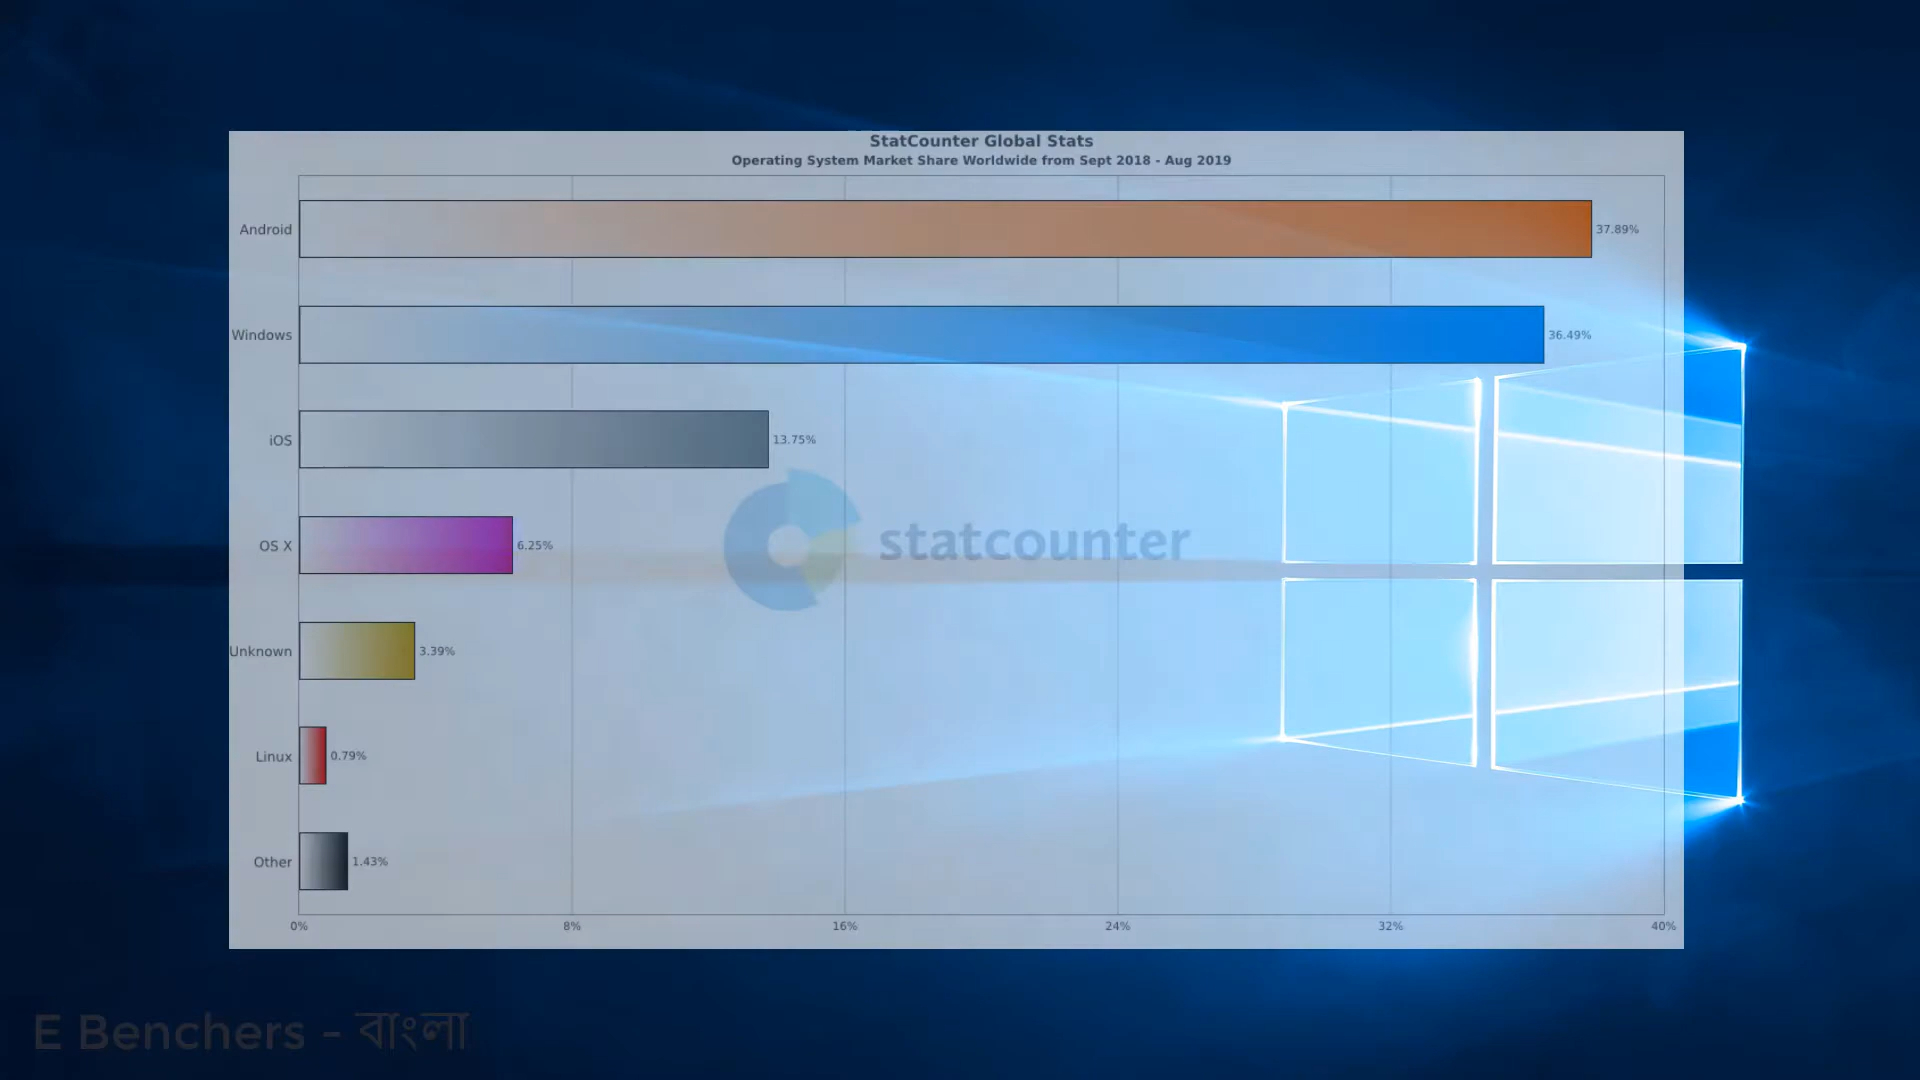 StatCounter Global Stats
Operating System Market Share Worldwide from Sept 2018 - Aug 2019
Android 37.89%
Windows 36.49%
iOS 13.75%
statcounter
OS X 6.25%
Unknown 3.39%
Linux 0.79%
Other 1.43%
0% 8% 16% 24% 32% 40%
E Benchers - বাংলা